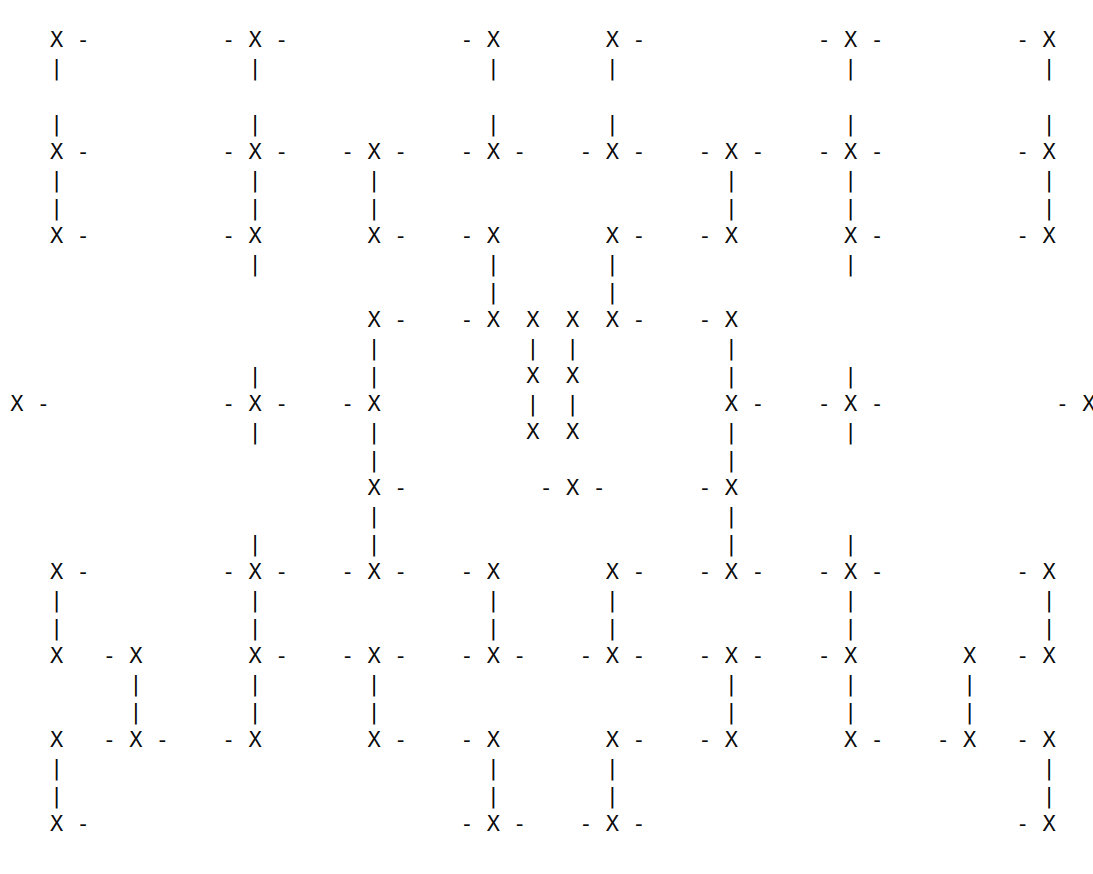 X -          - X -             - X        X -             - X -          - X
   |              |                 |        |                 |              |
   |              |                 |        |                 |              |
   X -          - X -    - X -    - X -    - X -    - X -    - X -          - X
   |              |        |                          |        |              |
   |              |        |                          |        |              |
   X -          - X        X -    - X        X -    - X        X -          - X
                  |                 |        |                 |
                                    |        |
                           X -    - X  X  X  X -    - X
                           |           |  |           |
                  |        |           X  X           |        |
X -             - X -    - X           |  |           X -    - X -             - X
                  |        |           X  X           |        |
                           |                          |
                           X -          - X -       - X
                           |                          |
                  |        |                          |        |
   X -          - X -    - X -    - X        X -    - X -    - X -          - X
   |              |                 |        |                 |              |
   |              |                 |        |                 |              |
   X   - X        X -    - X -    - X -    - X -    - X -    - X        X   - X
         |        |        |                          |        |        |
         |        |        |                          |        |        |
   X   - X -    - X        X -    - X        X -    - X        X -    - X   - X
   |                                |        |                                |
   |                                |        |                                |
   X -                            - X -    - X -                            - X